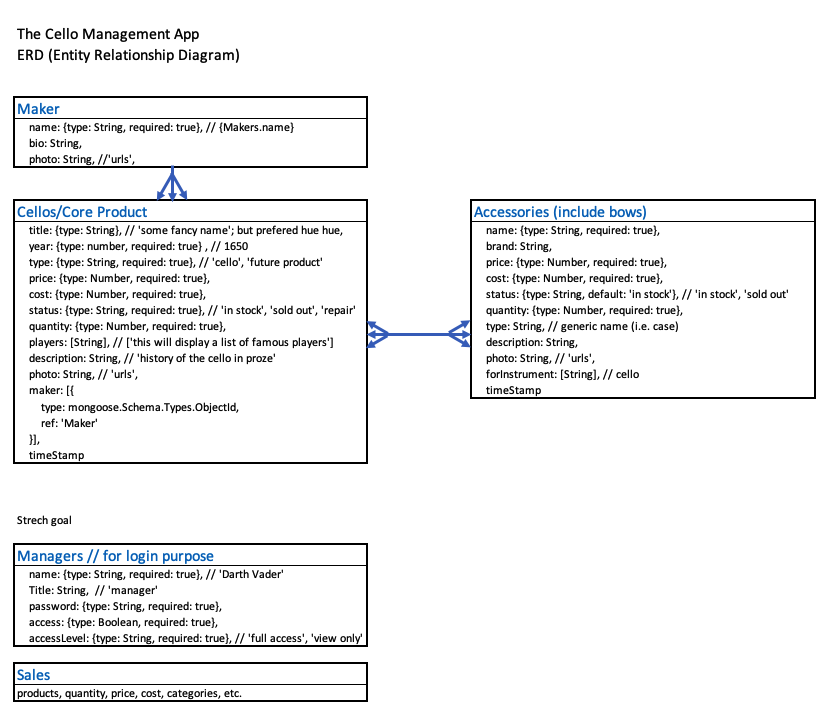 The Cello Management App
ERD (Entity Relationship Diagram)
Maker
name: {type: String, required: true}, // {Makers.name}
bio: String,
photo: String, //'urls',
Cellos/Core Product
title: {type: String}, // 'some fancy name'; but prefered hue hue,
year: {type: number, required: true} , // 1650
type: {type: String, required: true}, // 'cello', 'future product'
price: {type: Number, required: true},
cost: {type: Number, required: true},
status: {type: String, required: true}, // 'in stock', 'sold out', 'repair'
quantity: {type: Number, required: true},
players: [String], // ['this will display a list of famous players']
description: String, // 'history of the cello in proze'
photo: String, // 'urls',
maker: [{
type: mongoose.Schema.Types.ObjectId,
ref: 'Maker'
}],
timeStamp
Accessories (include bows)
name: {type: String, required: true},
brand: String,
price: {type: Number, required: true},
cost: {type: Number, required: true},
status: {type: String, default: 'in stock'}, // 'in stock', 'sold out'
quantity: {type: Number, required: true},
type: String, // generic name (i.e. case)
description: String,
photo: String, // 'urls',
forInstrument: [String], // cello
timeStamp
Strech goal
Managers // for login purpose
name: {type: String, required: true}, // 'Darth Vader'
Title: String, // 'manager'
password: {type: String, required: true},
access: {type: Boolean, required: true},
accessLevel: {type: String, required: true}, // 'full access', 'view only'
Sales
products, quantity, price, cost, categories, etc.